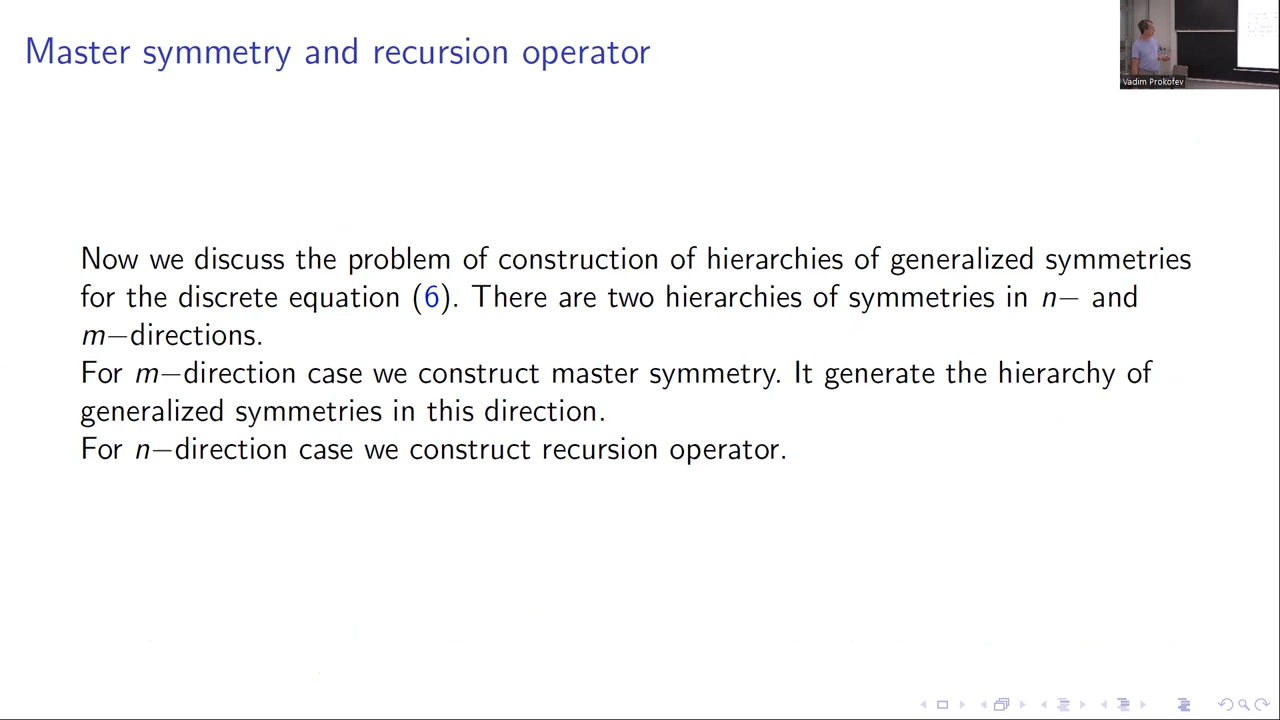 Master symmetry and recursion operator
Vadim Prokofev
Now we discuss the problem of construction of hierarchies of generalized symmetries
for the discrete equation (6). There are two hierarchies of symmetries in n− and
m−directions.
For m−direction case we construct master symmetry. It generate the hierarchy of
generalized symmetries in this direction.
For n−direction case we construct recursion operator.